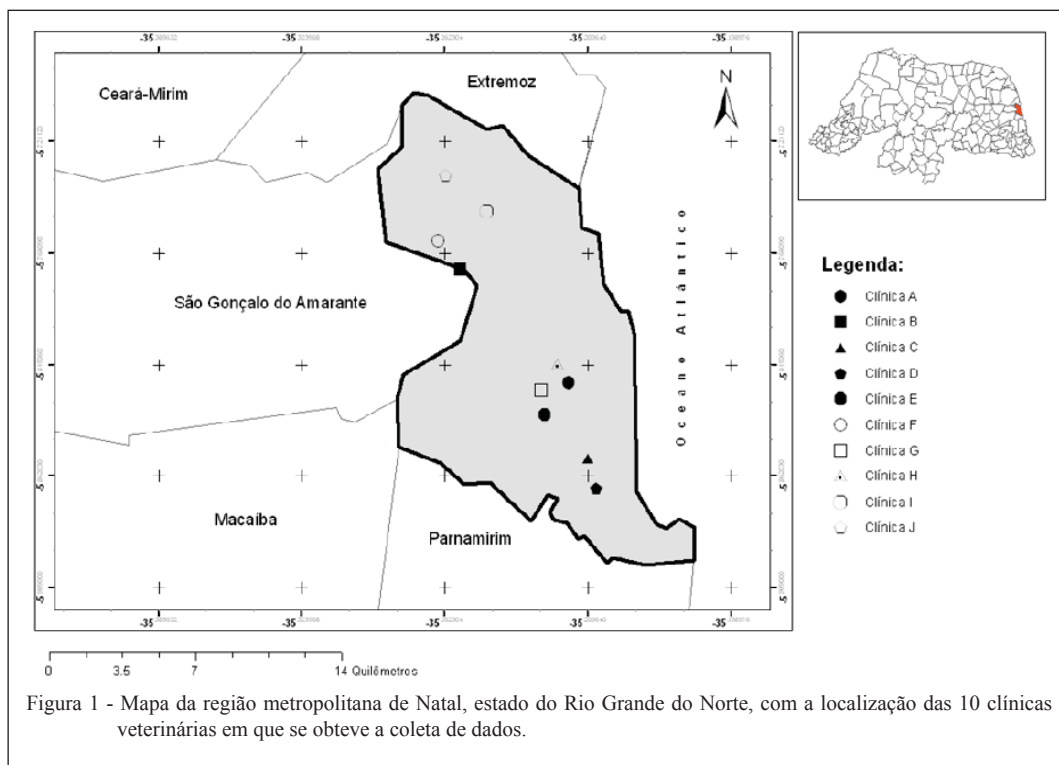 Ceará-Mirim
Extremoz
N
São Gonçalo do Amarante
Oceano Atlântico
Macaíba
Parnamirim
Legenda:
Clínica A
Clínica B
Clínica C
Clínica D
Clínica E
Clínica F
Clínica G
Clínica H
Clínica I
Clínica J
0 3.5 7 14 Quilômetros
Figura 1 - Mapa da região metropolitana de Natal, estado do Rio Grande do Norte, com a localização das 10 clínicas
veterinárias em que se obteve a coleta de dados.